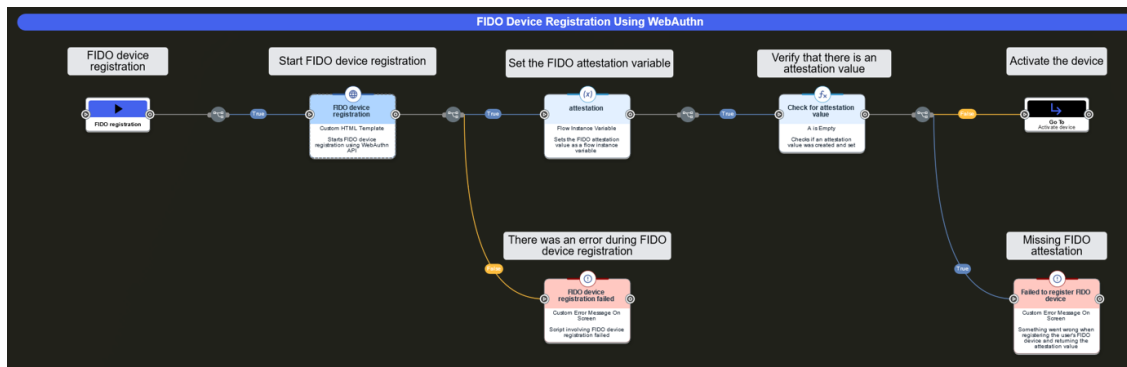 FIDO Device Registration Using WebAuthn
FIDO device
registration
Start FIDO device registration
Set the FIDO attestation variable
Verify that there is an
attestation value
Activate the device
FIDO registration
True
FIDO device
registration
Custom HTML Template
Starts FIDO device
registration using WebAuthn
API
True
(x)
attestation
Flow Instance Variable
Sets the FIDO attestation
value as a flow instance
variable
True
fx
Check for attestation
value
A is Empty
Checks if an attestation
value was created and set
False
Go To
Activate device
There was an error during FIDO
device registration
Missing FIDO
attestation
False
FIDO device
registration failed
Custom Error Message On
Screen
Script involving FIDO device
registration failed
True
Failed to register FIDO
device
Custom Error Message On
Screen
Something went wrong when
registering the user's FIDO
device and returning the
attestation value